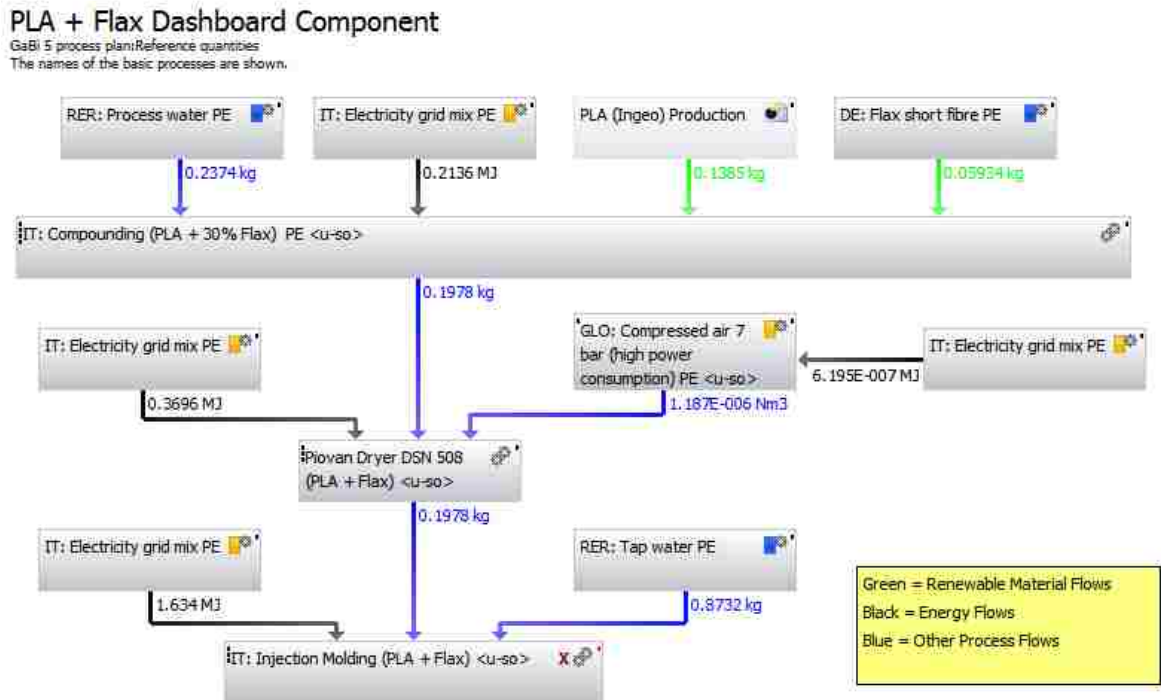 PLA + Flax Dashboard Component
GaBi 5 process plan:Reference quantities
The names of the basic processes are shown.
RER: Process water PE
IT: Electricity grid mix PE
PLA (Ingeo) Production
DE: Flax short fibre PE
0.2374 kg
0.2136 MJ
0.1385 kg
0.05934 kg
IT: Compounding (PLA + 30% Flax) PE <u-so>
0.1978 kg
IT: Electricity grid mix PE
GLO: Compressed air 7
bar (high power
consumption) PE <u-so>
IT: Electricity grid mix PE
6.195E-007 MJ
0.3696 MJ
1.187E-006 Nm3
Piovan Dryer DSN 508
(PLA + Flax) <u-so>
0.1978 kg
IT: Electricity grid mix PE
RER: Tap water PE
1.634 MJ
0.8732 kg
IT: Injection Molding (PLA + Flax) <u-so>
X
Green = Renewable Material Flows
Black = Energy Flows
Blue = Other Process Flows